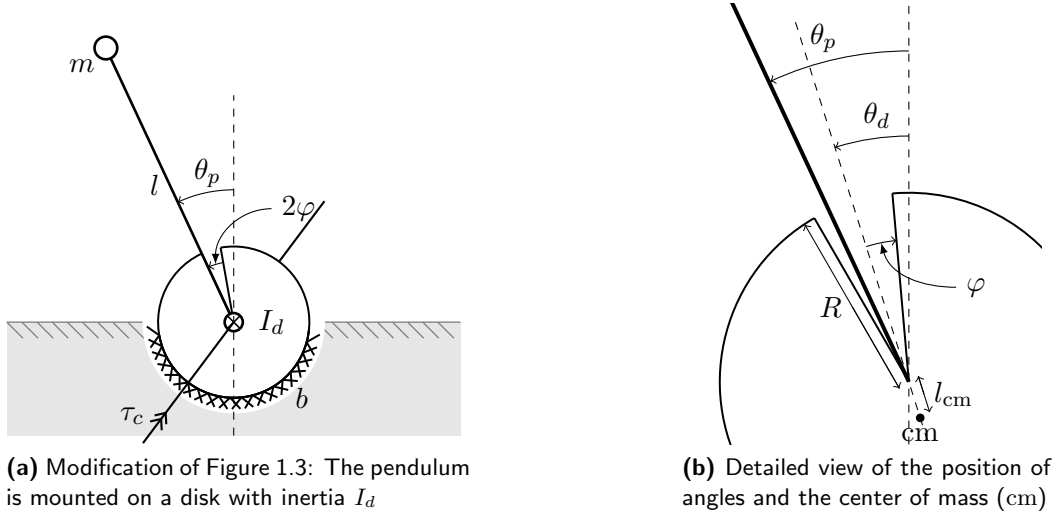 m
l
θ_p
2φ
I_d
b
τ_c
(a) Modification of Figure 1.3: The pendulum
is mounted on a disk with inertia I_d
θ_p
θ_d
φ
R
l_cm
cm
(b) Detailed view of the position of
angles and the center of mass (cm)